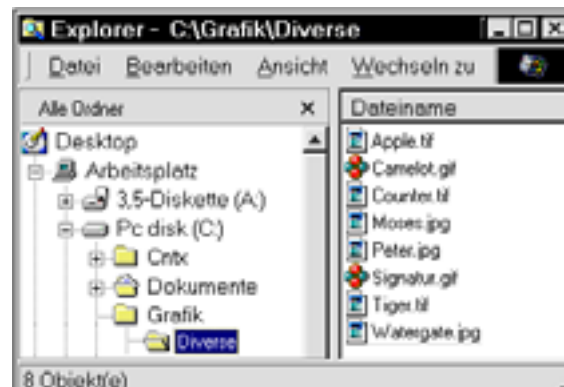 Explorer - C:\Grafik\Diverse
Datei Bearbeiten Ansicht Wechseln zu
Alle Ordner
Desktop
Arbeitsplatz
3,5-Diskette (A:)
Pc disk (C:)
Cntx
Dokumente
Grafik
Diverse
Dateiname
Apple.tif
Camelot.gif
Counter.tif
Moses.jpg
Peter.jpg
Signatur.gif
Tiger.tif
Watergate.jpg
8 Objekt(e)